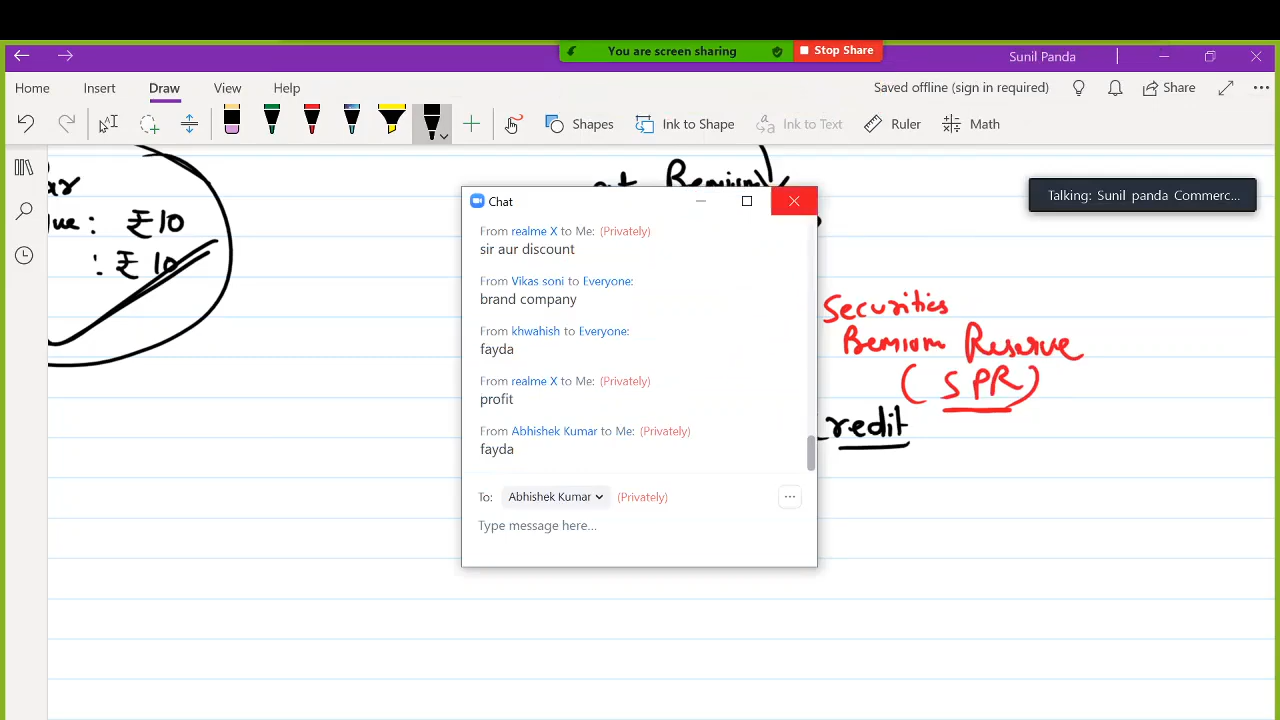 You are screen sharing
Stop Share
Sunil Panda
Home Insert Draw View Help
Saved offline (sign in required)
Share
Shapes
Ink to Shape
Ink to Text
Ruler
Math
Talking: Sunil panda Commerc...
ue: ₹10
: ₹10
at Premium
Chat
From realme X to Me: (Privately)
sir aur discount
From Vikas soni to Everyone:
brand company
From khwahish to Everyone:
fayda
From realme X to Me: (Privately)
profit
From Abhishek Kumar to Me: (Privately)
fayda
To: Abhishek Kumar (Privately)
Type message here...
Securities
Premium Reserve
(SPR)
Credit